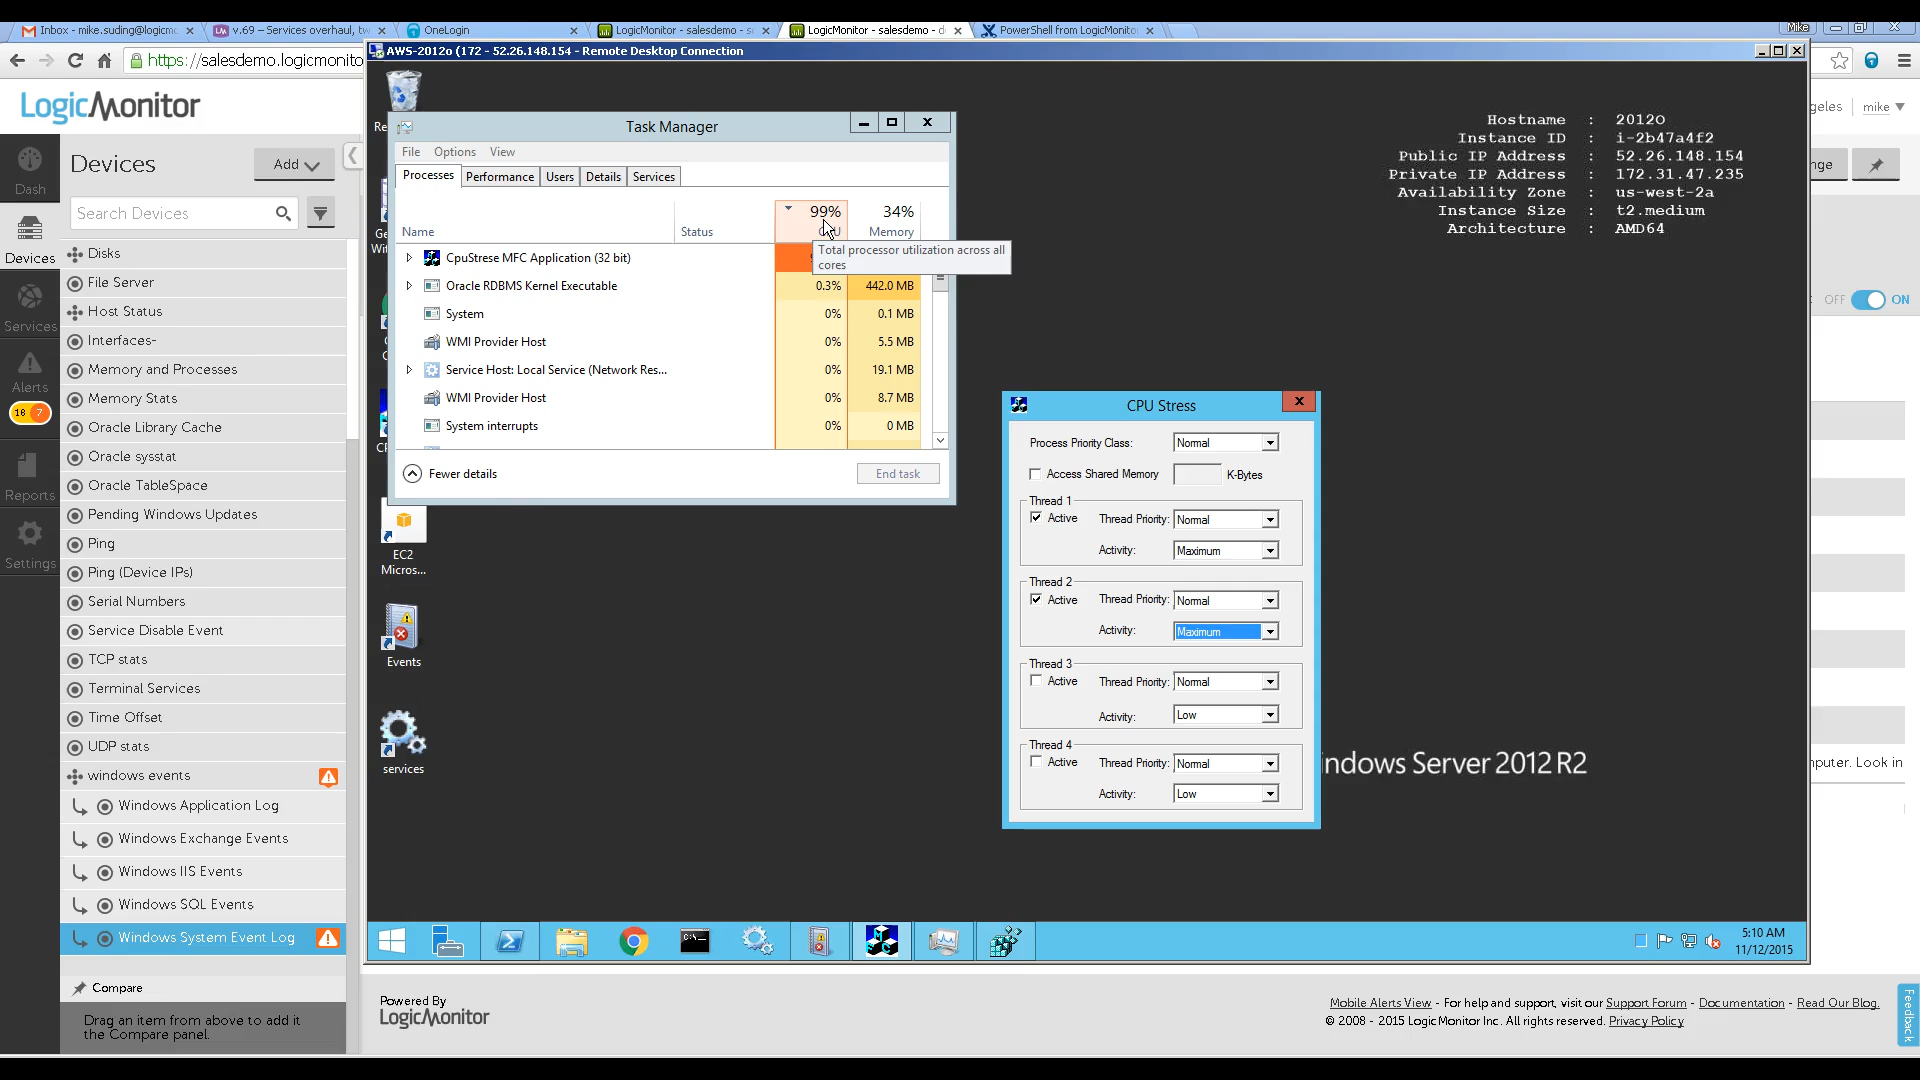 Inbox - mike.suding@logicmo
v.69 – Services overhaul, tw
OneLogin
LogicMonitor - salesdemo - s
LogicMonitor - salesdemo - d
PowerShell from LogicMonito
Mike
https://salesdemo.logicmonito
AWS-2012o (172 - 52.26.148.154 - Remote Desktop Connection
LogicMonitor
geles
mike
Dash
Devices
Services
Alerts
18 7
Reports
Settings
Devices
Add
Search Devices
Disks
File Server
Host Status
Interfaces-
Memory and Processes
Memory Stats
Oracle Library Cache
Oracle sysstat
Oracle TableSpace
Pending Windows Updates
Ping
Ping (Device IPs)
Serial Numbers
Service Disable Event
TCP stats
Terminal Services
Time Offset
UDP stats
windows events
Windows Application Log
Windows Exchange Events
Windows IIS Events
Windows SQL Events
Windows System Event Log
Compare
Drag an item from above to add it
the Compare panel.
Task Manager
File Options View
Processes Performance Users Details Services
99% 34%
Name Status CPU Memory
Total processor utilization across all
cores
CpuStrese MFC Application (32 bit)
Oracle RDBMS Kernel Executable 0.3% 442.0 MB
System 0% 0.1 MB
WMI Provider Host 0% 5.5 MB
Service Host: Local Service (Network Res... 0% 19.1 MB
WMI Provider Host 0% 8.7 MB
System interrupts 0% 0 MB
Fewer details
End task
EC2
Micros...
Events
services
Hostname : 2012O
Instance ID : i-2b47a4f2
Public IP Address : 52.26.148.154
Private IP Address : 172.31.47.235
Availability Zone : us-west-2a
Instance Size : t2.medium
Architecture : AMD64
nge
OFF ON
CPU Stress
Process Priority Class: Normal
Access Shared Memory K-Bytes
Thread 1
Active Thread Priority: Normal
Activity: Maximum
Thread 2
Active Thread Priority: Normal
Activity: Maximum
Thread 3
Active Thread Priority: Normal
Activity: Low
Thread 4
Active Thread Priority: Normal
Activity: Low
indows Server 2012 R2
nputer. Look in
5:10 AM
11/12/2015
Powered By
LogicMonitor
Mobile Alerts View - For help and support, visit our Support Forum - Documentation - Read Our Blog.
© 2008 - 2015 LogicMonitor Inc. All rights reserved. Privacy Policy
Feedback